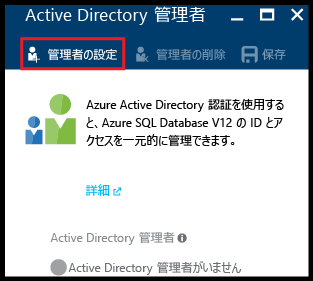 Active Directory 管理者
管理者の設定 管理者の削除 保存
Azure Active Directory 認証を使用する
と、Azure SQL Database V12 の ID とア
クセスを一元的に管理できます。
詳細
Active Directory 管理者
Active Directory 管理者がいません